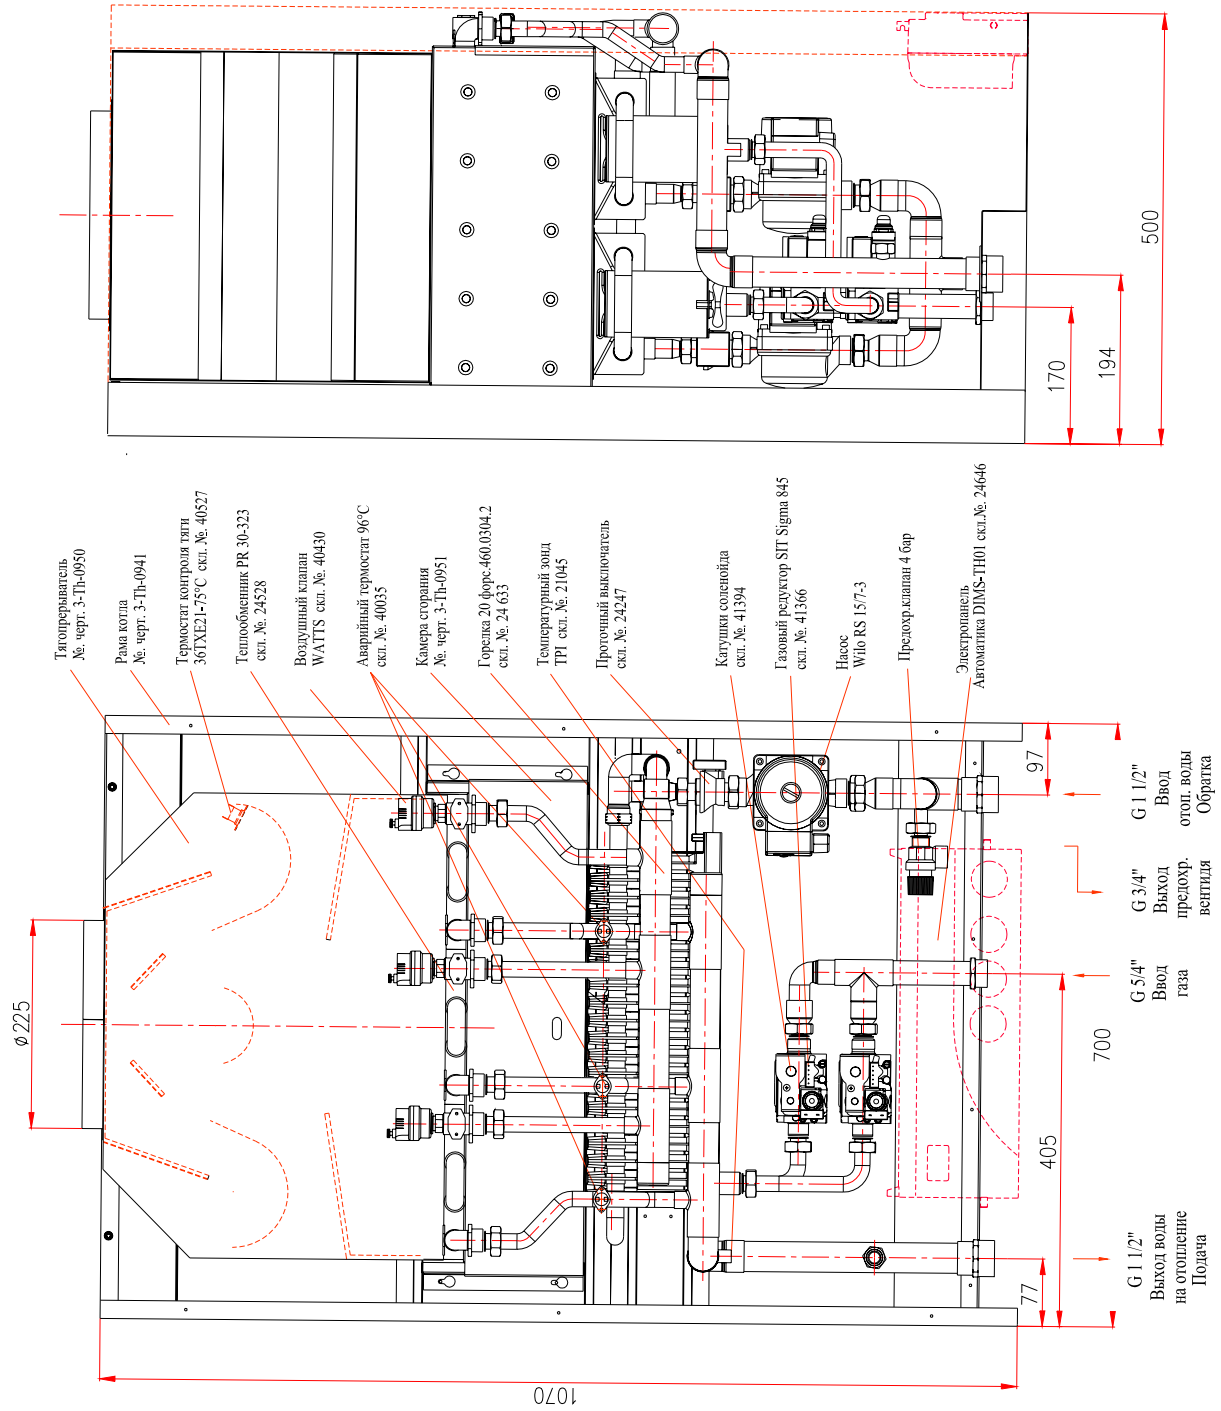 Тягопрерыватель
№. черт. 3-Th-0950
Рама котла
№. черт. 3-Th-0941
Термостат контроля тяги
36TXE21-75°C скл. №. 40527
Теплообменник PR 30-323
скл. №. 24528
Воздушный клапан
WATTS скл. №. 40430
Аварийный термостат 96°C
скл. №. 40035
Камера сгорания
№. черт. 3-Th-0951
Горелка 20 форс.460.0304.2
скл. №. 24 633
Температурный зонд
ТРІ скл. №. 21045
Проточный выключатель
скл. №. 24247
Катушки соленойда
скл. №. 41394
Газовый редуктор SIT Sigma 845
скл. №. 41366
Насос
Wilo RS 15/7-3
Предохр.клапан 4 бар
Электропанель
Автоматика DIMS-TH01 скл.№. 24646
500
194
170
ø225
1070
700
405
97
77
G 1 1/2"
Ввод
отоп. воды
Обратка
G 3/4"
Выход
предохр.
вентидя
G 5/4"
Ввод
газа
G 1 1/2"
Выход воды
на отопление
Подача